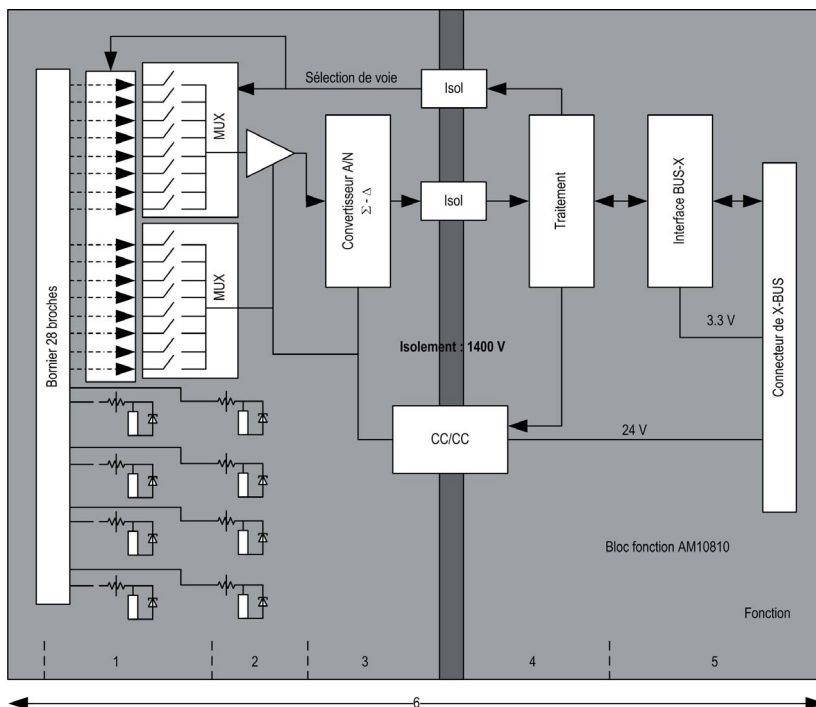 Sélection de voie
Isol
MUX
Convertisseur A/N
Σ - Δ
Isol
Traitement
Interface BUS-X
Bornier 28 broches
MUX
3.3 V
Connecteur de X-BUS
Isolement : 1400 V
CC/CC
24 V
Bloc fonction AM10810
Fonction
1
2
3
4
5
6